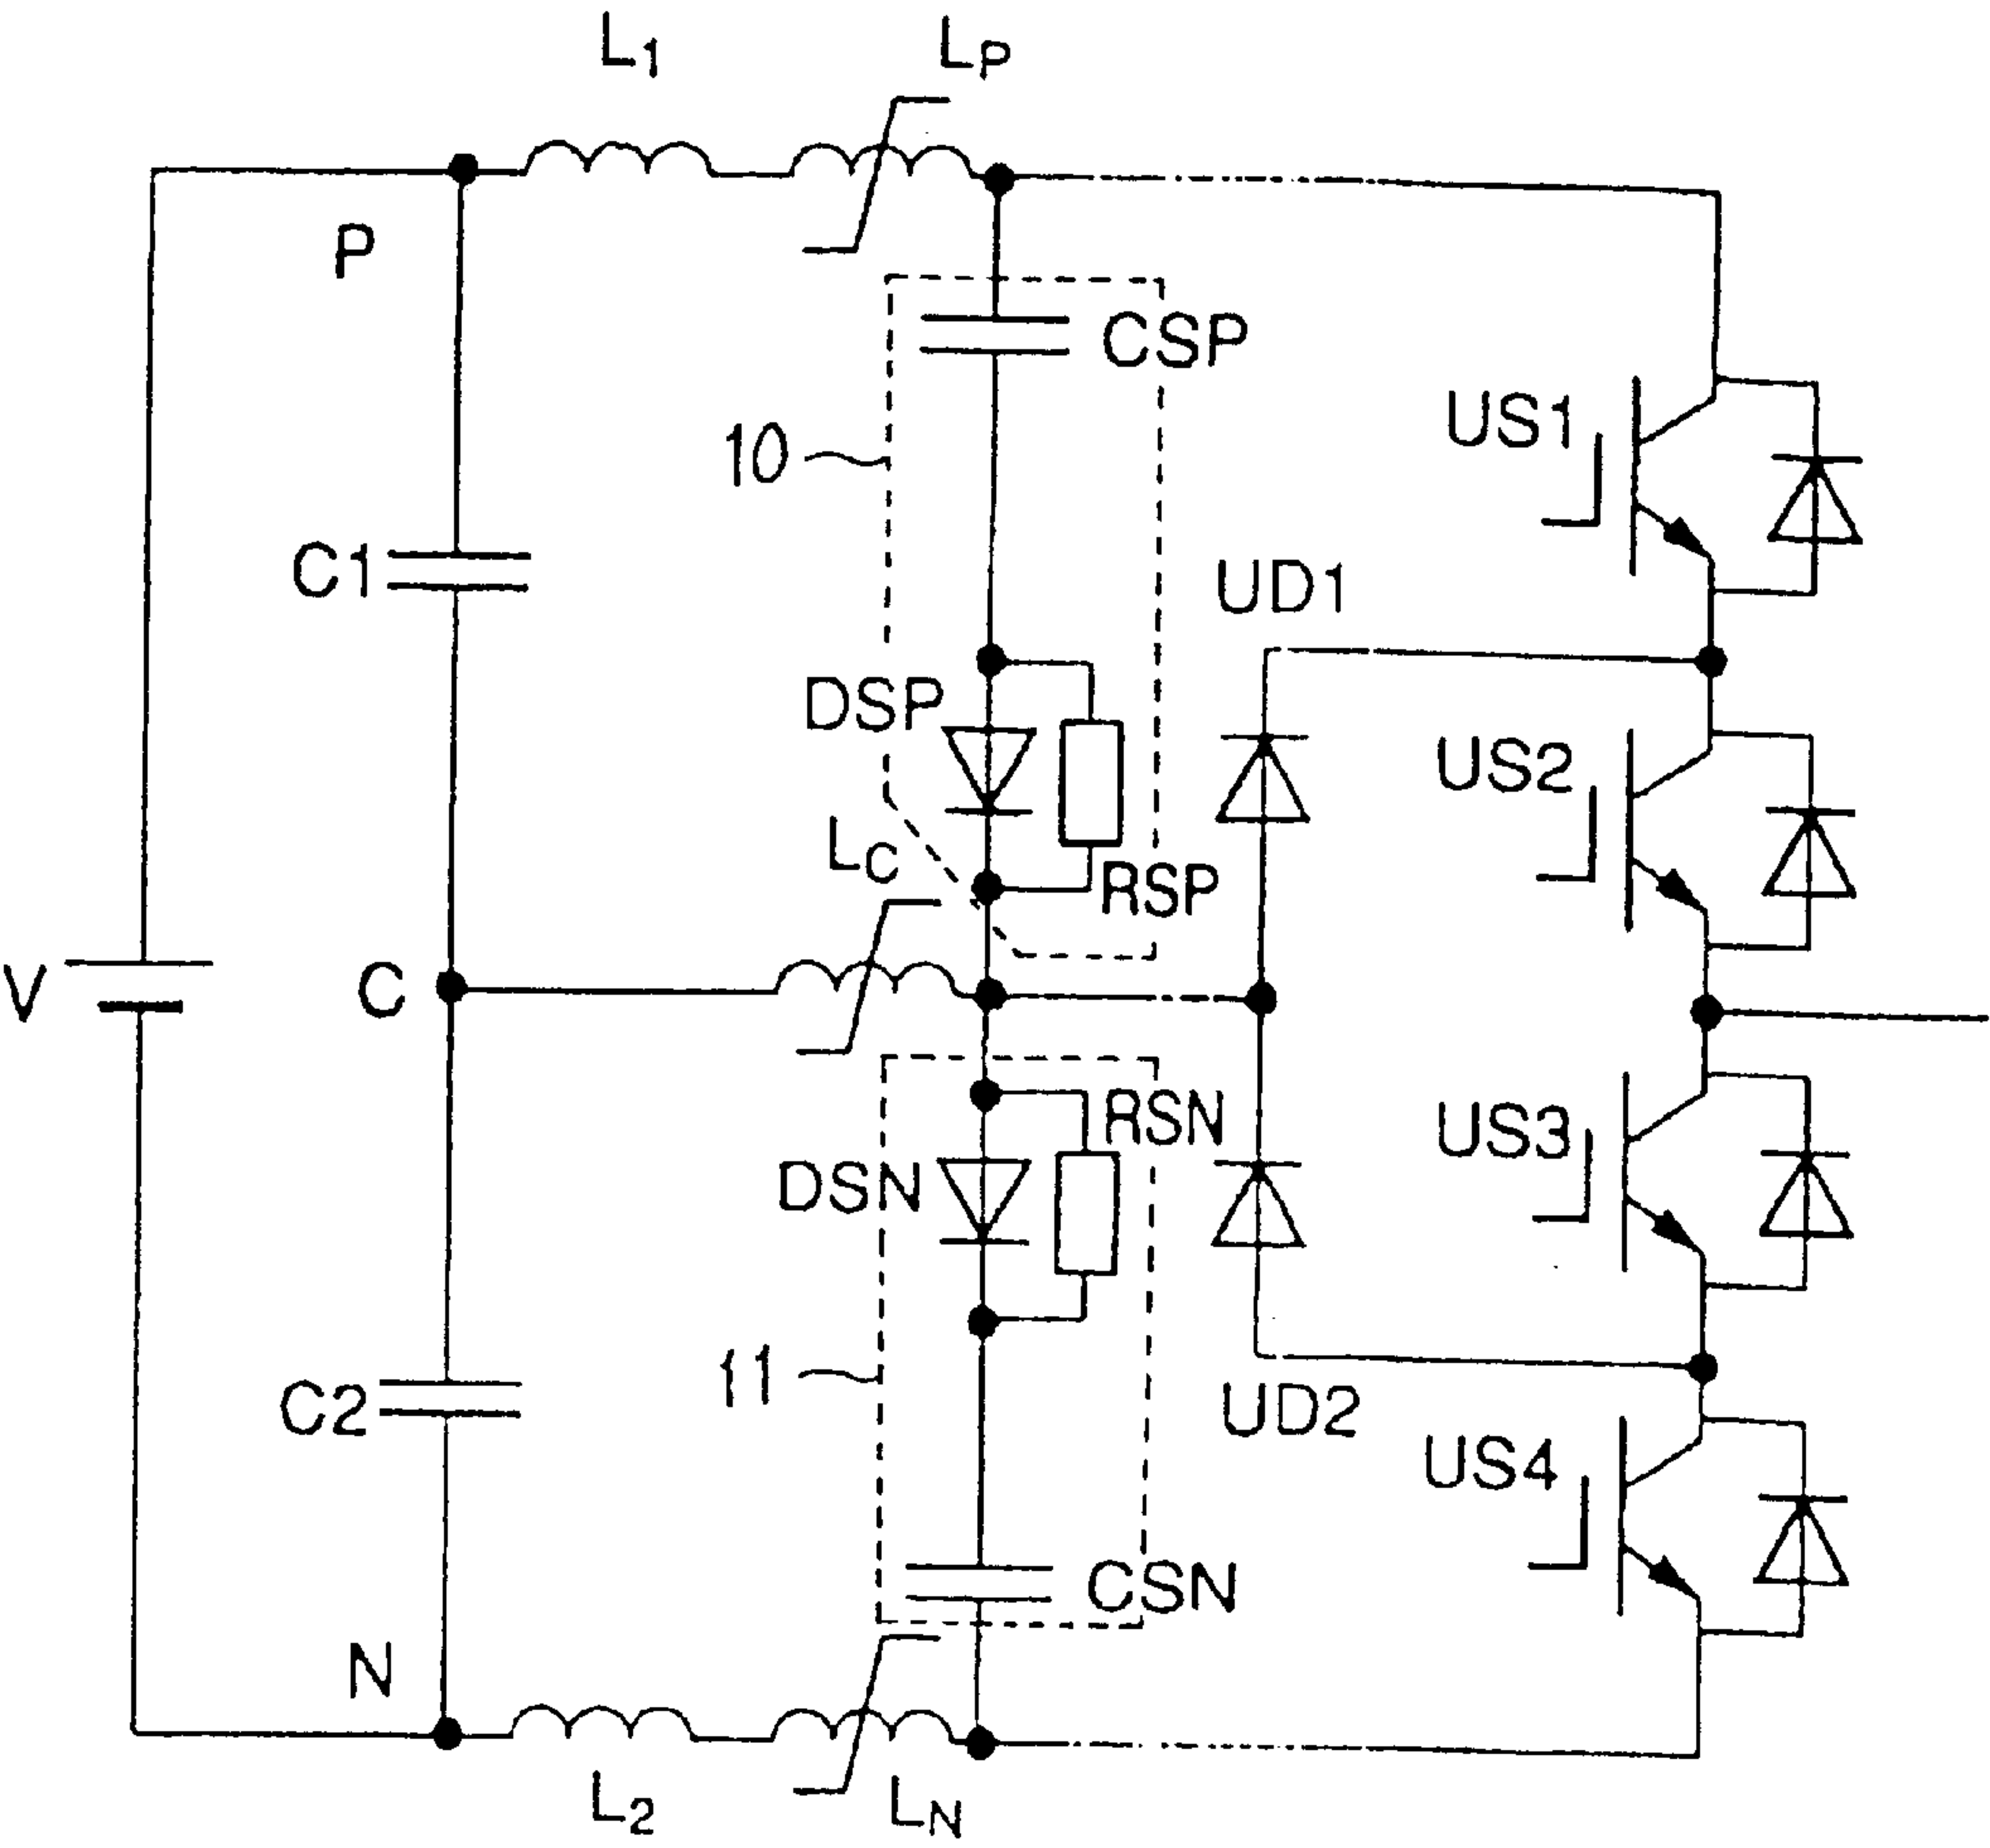 L1
LP
P
CSP
US1
10
C1
UD1
DSP
US2
LC
RSP
V
C
RSN
US3
DSN
11
C2
UD2
US4
CSN
N
L2
LN